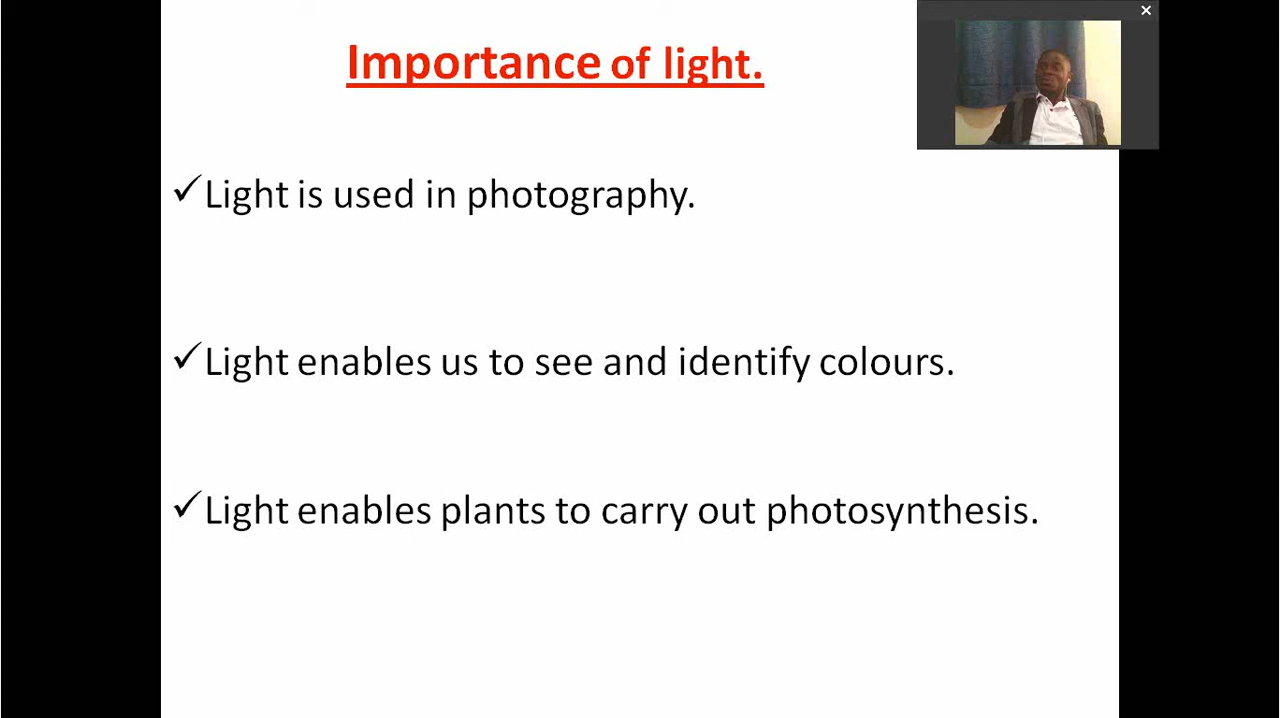 Importance of light.
✓Light is used in photography.
✓Light enables us to see and identify colours.
✓Light enables plants to carry out photosynthesis.